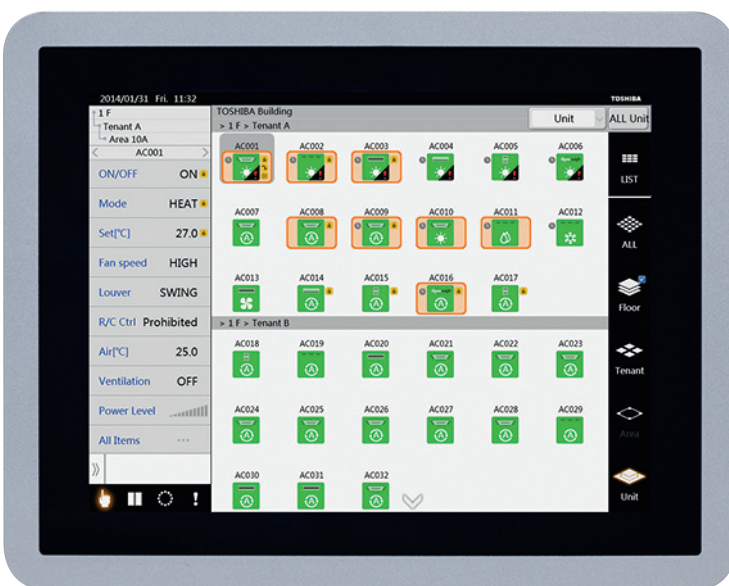 2014/01/31 Fri. 11:32
TOSHIBA
1 F
Tenant A
Area 10A
< AC001 >
ON/OFF ON
Mode HEAT
Set[°C] 27.0
Fan speed HIGH
Louver SWING
R/C Ctrl Prohibited
Air[°C] 25.0
Ventilation OFF
Power Level
All Items ...
TOSHIBA Building
> 1 F > Tenant A
Unit
ALL Unit
AC001 AC002 AC003 AC004 AC005 AC006
AC007 AC008 AC009 AC010 AC011 AC012
AC013 AC014 AC015 AC016 AC017
> 1 F > Tenant B
AC018 AC019 AC020 AC021 AC022 AC023
AC024 AC025 AC026 AC027 AC028 AC029
AC030 AC031 AC032
LIST
ALL
Floor
Tenant
Area
Unit